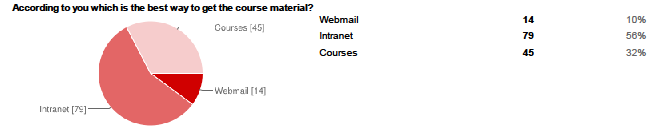 According to you which is the best way to get the course material?
Courses [45]
Webmail [14]
Intranet [79]
Webmail 14 10%
Intranet 79 56%
Courses 45 32%